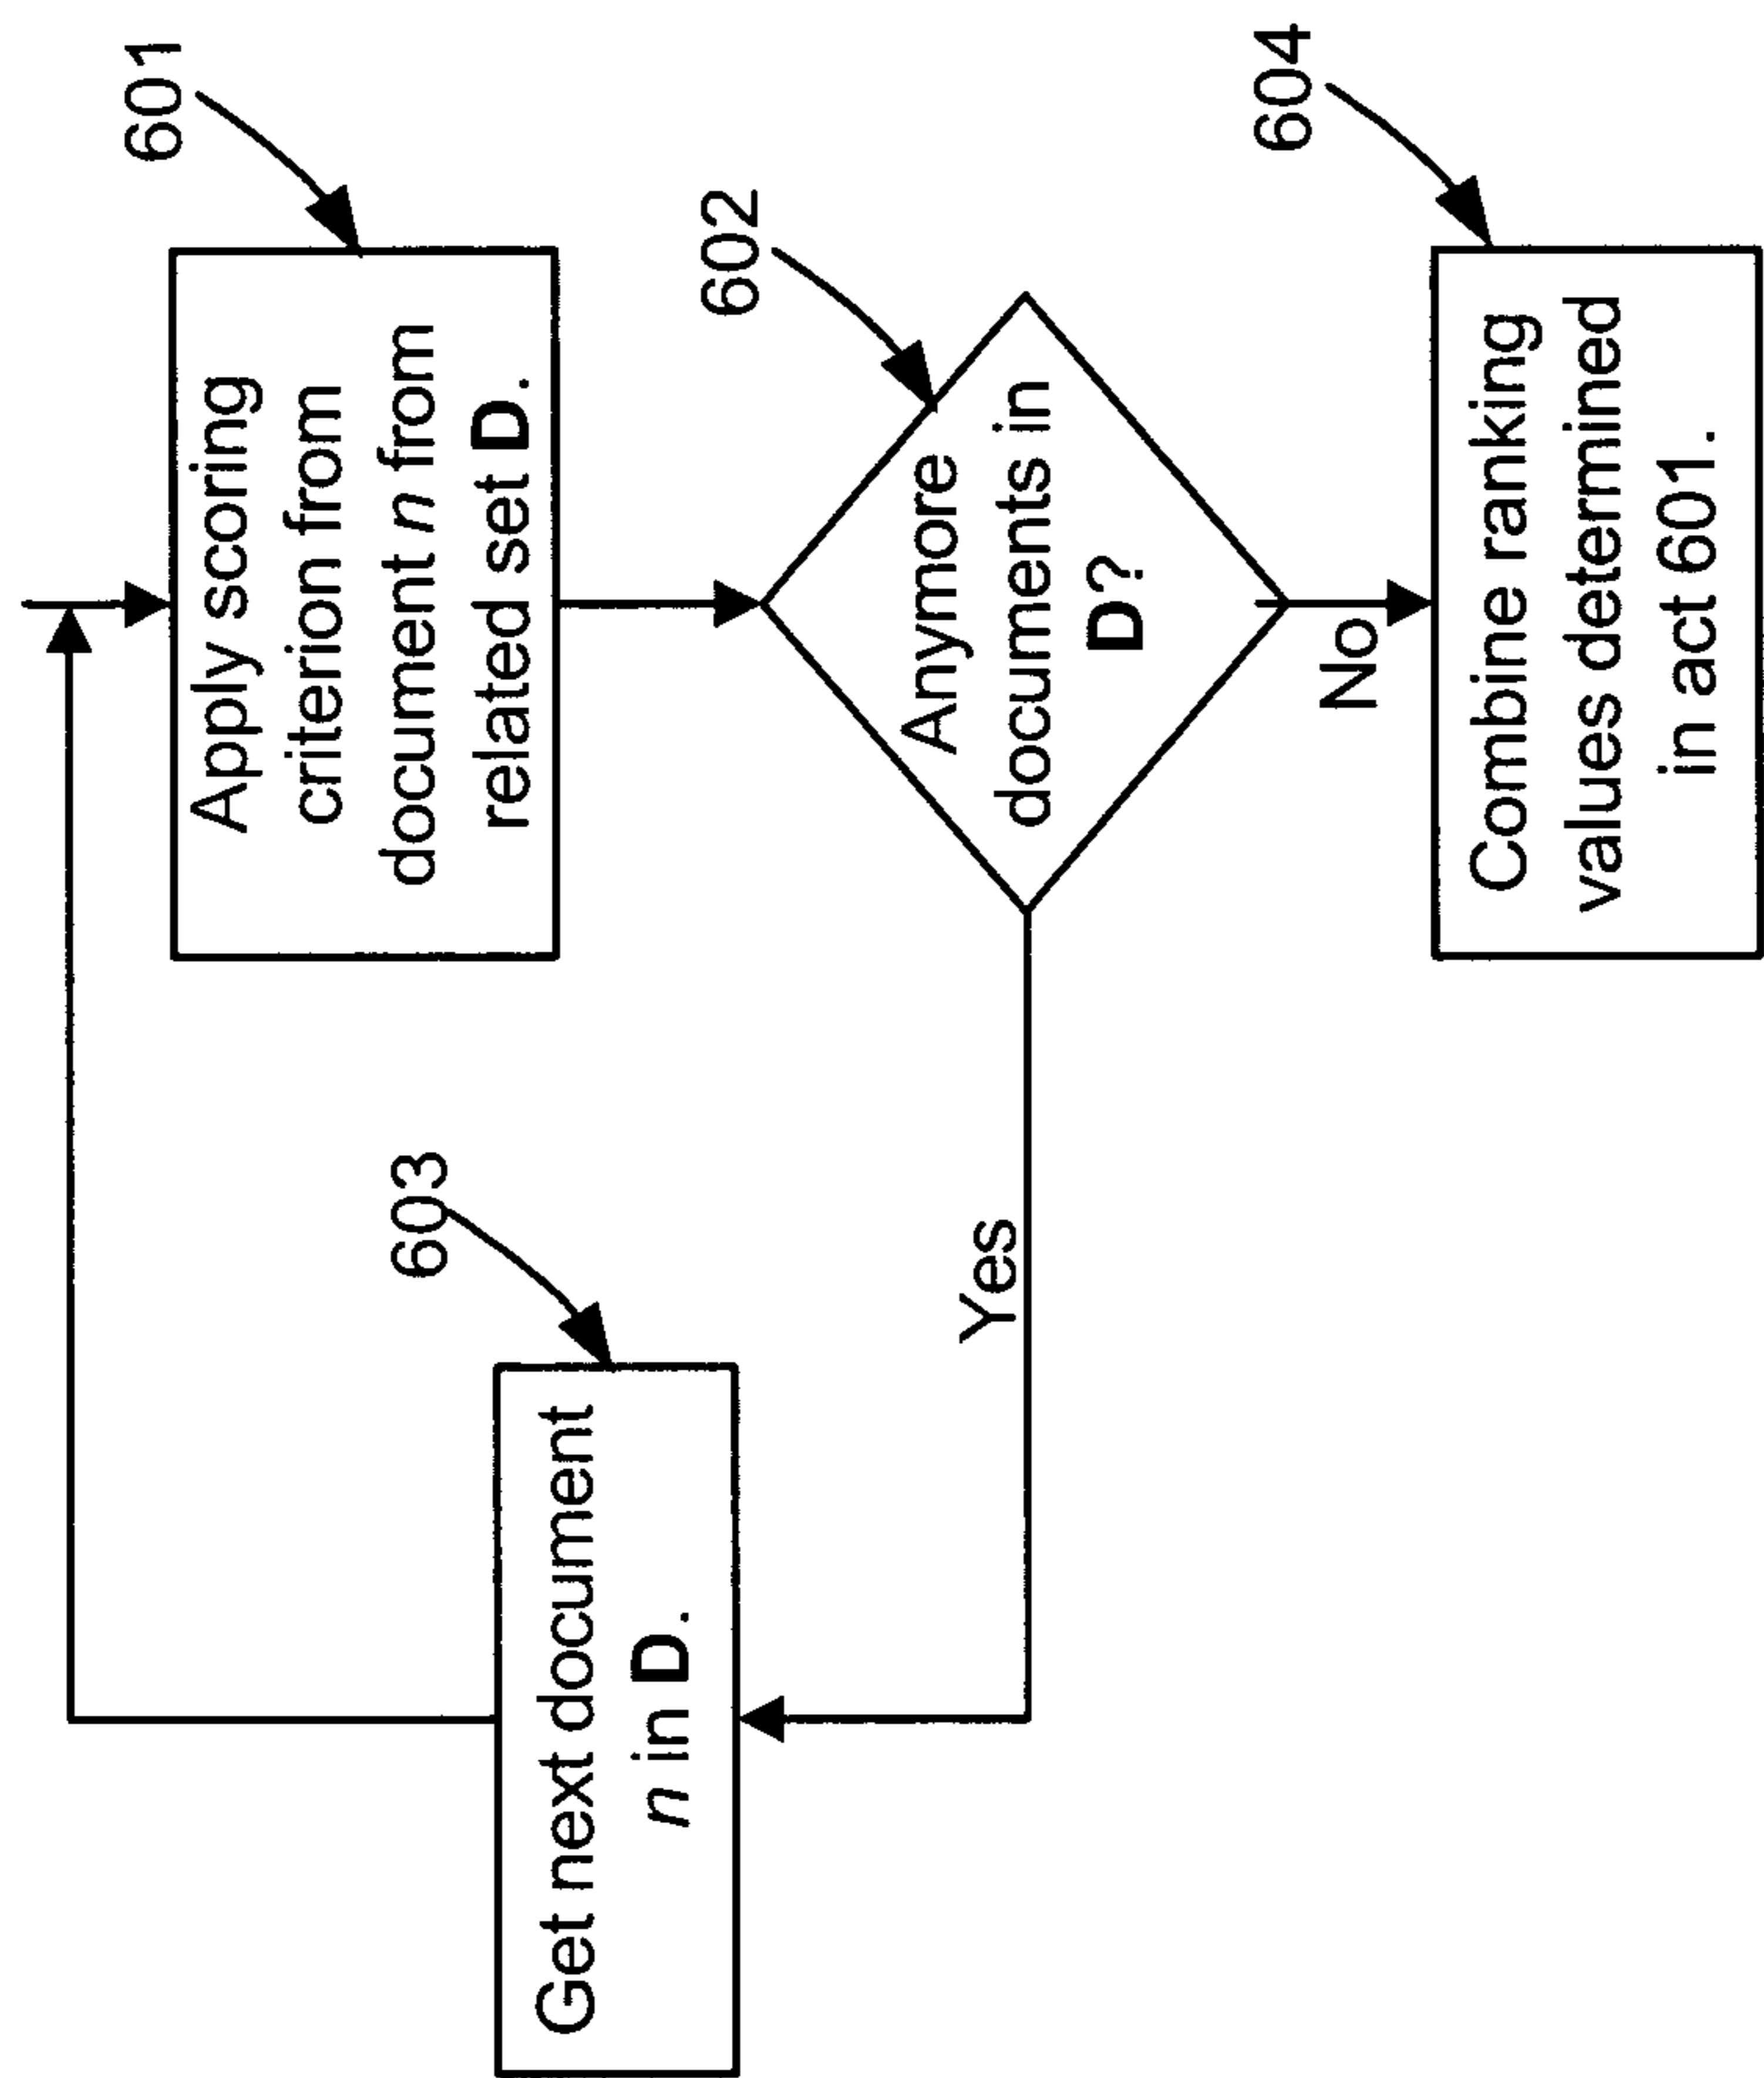 601
Apply scoring
criterion from
document n from
related set D.
602
Anymore
documents in
D?
603
Get next document
n in D.
Yes
No
604
Combine ranking
values determined
in act 601.